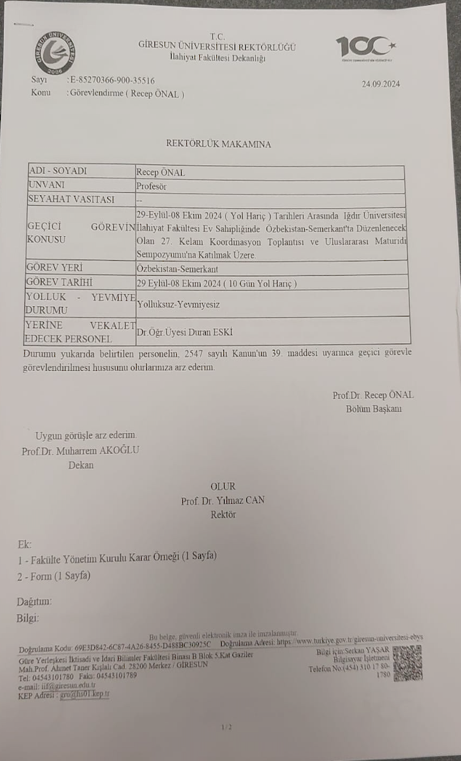 T.C.
GİRESUN ÜNİVERSİTESİ REKTÖRLÜĞÜ
İlahiyat Fakültesi Dekanlığı
Sayı :E-85270366-900-35516
24.09.2024
Konu :Görevlendirme ( Recep ÖNAL )
REKTÖRLÜK MAKAMINA
ADI - SOYADI Recep ÖNAL
UNVANI Profesör
SEYAHAT VASITASI --
GEÇİCİ GÖREVİN KONUSU 29-Eylül-08 Ekim 2024 ( Yol Hariç ) Tarihleri Arasında Iğdır Üniversitesi
İlahiyat Fakültesi Ev Sahipliğinde Özbekistan-Semerkant'ta Düzenlenecek
Olan 27. Kelam Koordinasyon Toplantısı ve Uluslararası Maturidi
Sempozyumu'na Katılmak Üzere
GÖREV YERİ Özbekistan-Semerkant
GÖREV TARİHİ 29 Eylül-08 Ekim 2024 ( 10 Gün Yol Hariç )
YOLLUK - YEVMİYE DURUMU Yolluksuz-Yevmiyesiz
YERİNE VEKALET EDECEK PERSONEL Dr.Öğr.Üyesi Duran ESKİ
Durumu yukarıda belirtilen personelin, 2547 sayılı Kanun'un 39. maddesi uyarınca geçici görevle
görevlendirilmesi hususunu olurlarınıza arz ederim.
Prof.Dr. Recep ÖNAL
Bölüm Başkanı
Uygun görüşle arz ederim
Prof.Dr. Muharrem AKOĞLU
Dekan
OLUR
Prof. Dr. Yılmaz CAN
Rektör
Ek:
1 - Fakülte Yönetim Kurulu Karar Örneği (1 Sayfa)
2 - Form (1 Sayfa)
Dağıtım:
Bilgi:
Bu belge, güvenli elektronik imza ile imzalanmıştır.
Doğrulama Kodu: Doğrulama Adresi: https://www.turkiye.gov.tr/giresun-universitesi-ebys
Güre Yerleşkesi İktisadi ve İdari Bilimler Fakültesi Binası B Blok 5.Kat Gaziler
Mah.Prof. Ahmet Taner Kışlalı Cad. 28200 Merkez / GİRESUN
Tel: 04543101780 Faks: 04543101789
e-mail: iif@giresun.edu.tr
KEP Adresi : gru@hs01.kep.tr
Bilgi için:Serkan YAŞAR
Bilgisayar İşletmeni
Telefon No:(454) 310 17 80-
1780
1/2